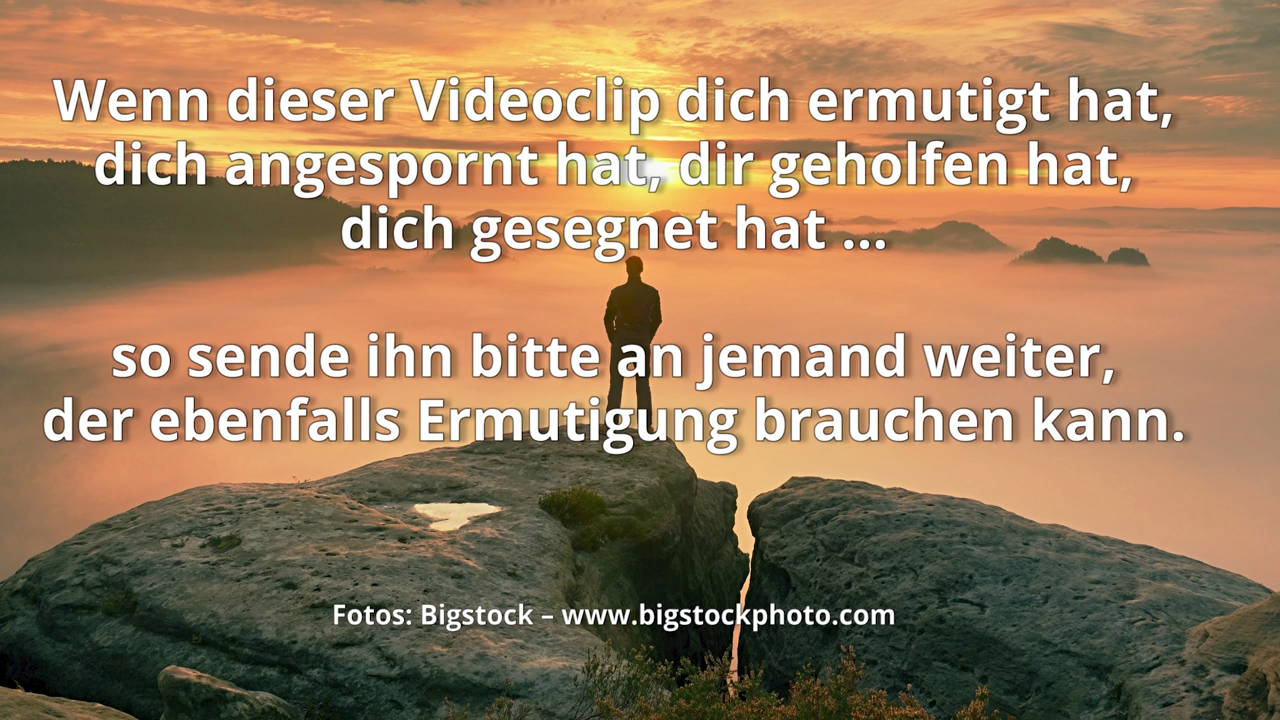 Wenn dieser Videoclip dich ermutigt hat,
dich angespornt hat, dir geholfen hat,
dich gesegnet hat ...
so sende ihn bitte an jemand weiter,
der ebenfalls Ermutigung brauchen kann.
Fotos: Bigstock – www.bigstockphoto.com